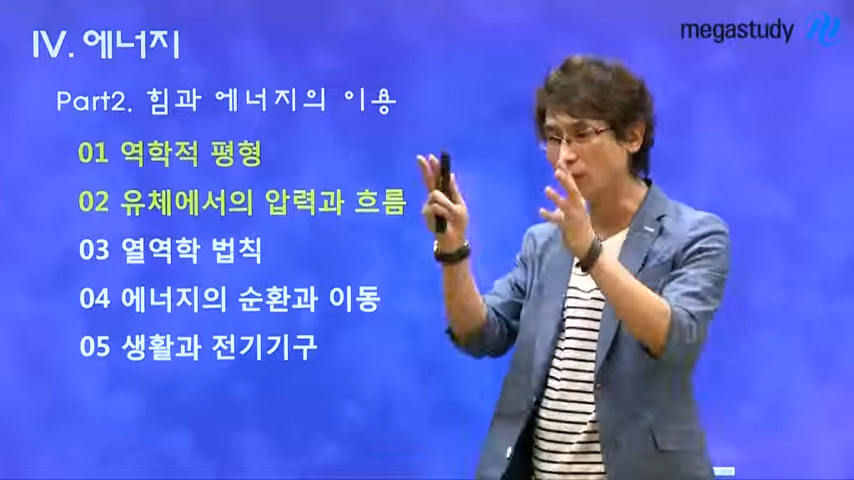 megastudy
IV. 에너지
Part2. 힘과 에너지의 이용
01 역학적 평형
02 유체에서의 압력과 흐름
03 열역학 법칙
04 에너지의 순환과 이동
05 생활과 전기기구